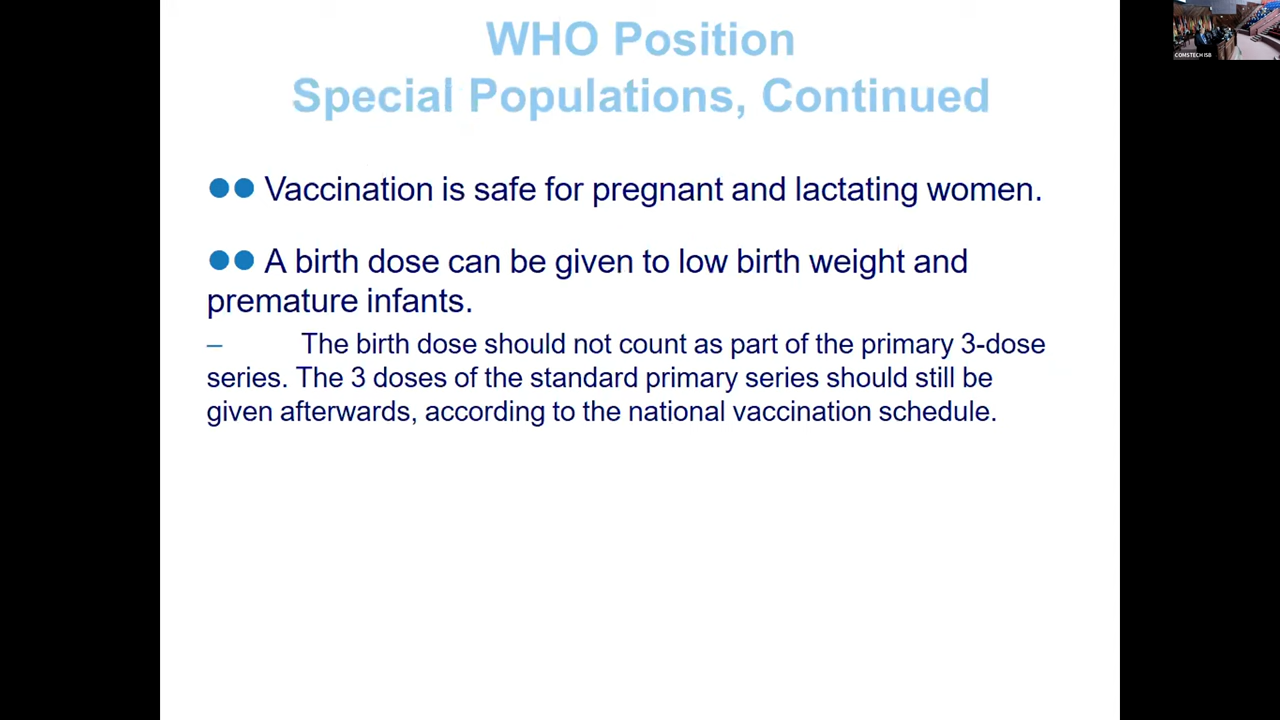 WHO Position
Special Populations, Continued
COMSTECH ISB
●● Vaccination is safe for pregnant and lactating women.
●● A birth dose can be given to low birth weight and
premature infants.
– The birth dose should not count as part of the primary 3-dose
series. The 3 doses of the standard primary series should still be
given afterwards, according to the national vaccination schedule.